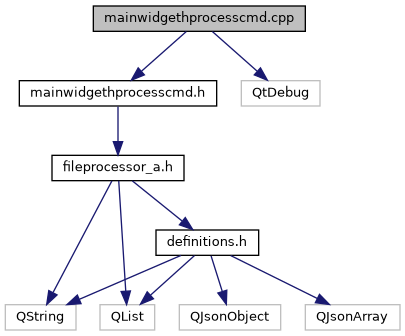 mainwidgethprocesscmd.cpp
mainwidgethprocesscmd.h
QtDebug
fileprocessor_a.h
definitions.h
QString
QList
QJsonObject
QJsonArray